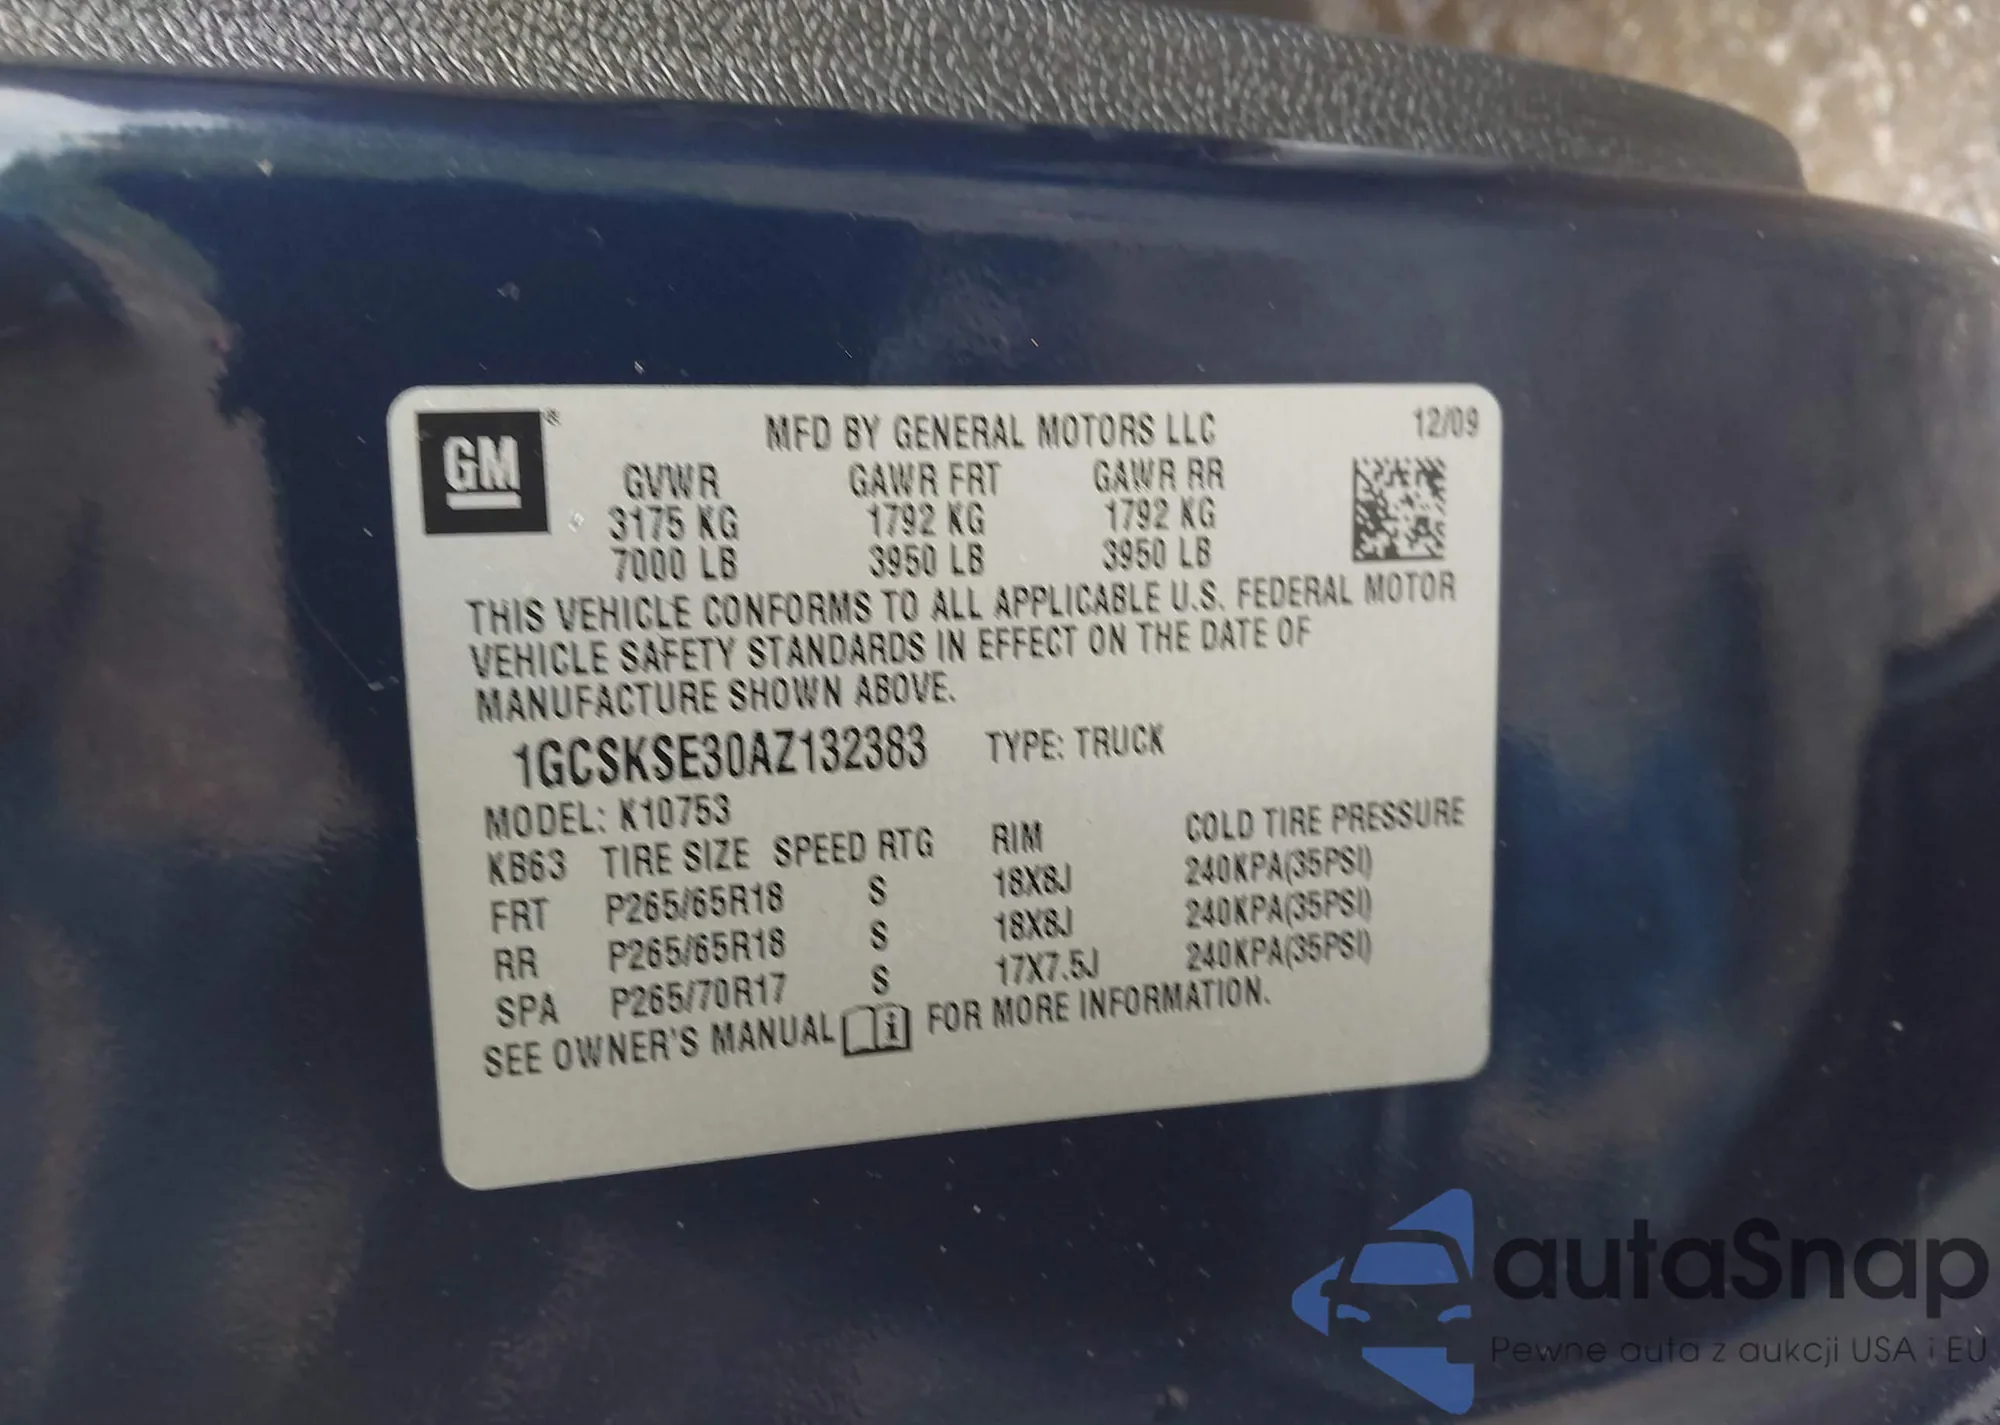 GM® MFD BY GENERAL MOTORS LLC 12/09
GVWR GAWR FRT GAWR RR
3175 KG 1792 KG 1792 KG
7000 LB 3950 LB 3950 LB
THIS VEHICLE CONFORMS TO ALL APPLICABLE U.S. FEDERAL MOTOR
VEHICLE SAFETY STANDARDS IN EFFECT ON THE DATE OF
MANUFACTURE SHOWN ABOVE.
1GCSKSE30AZ132383 TYPE: TRUCK
MODEL: K10753
KB63 TIRE SIZE SPEED RTG RIM COLD TIRE PRESSURE
FRT P265/65R18 S 18X8J 240KPA(35PSI)
RR P265/65R18 S 18X8J 240KPA(35PSI)
SPA P265/70R17 S 17X7.5J 240KPA(35PSI)
SEE OWNER'S MANUAL i FOR MORE INFORMATION.
autaSnap
Pewne auta z aukcji USA i EU